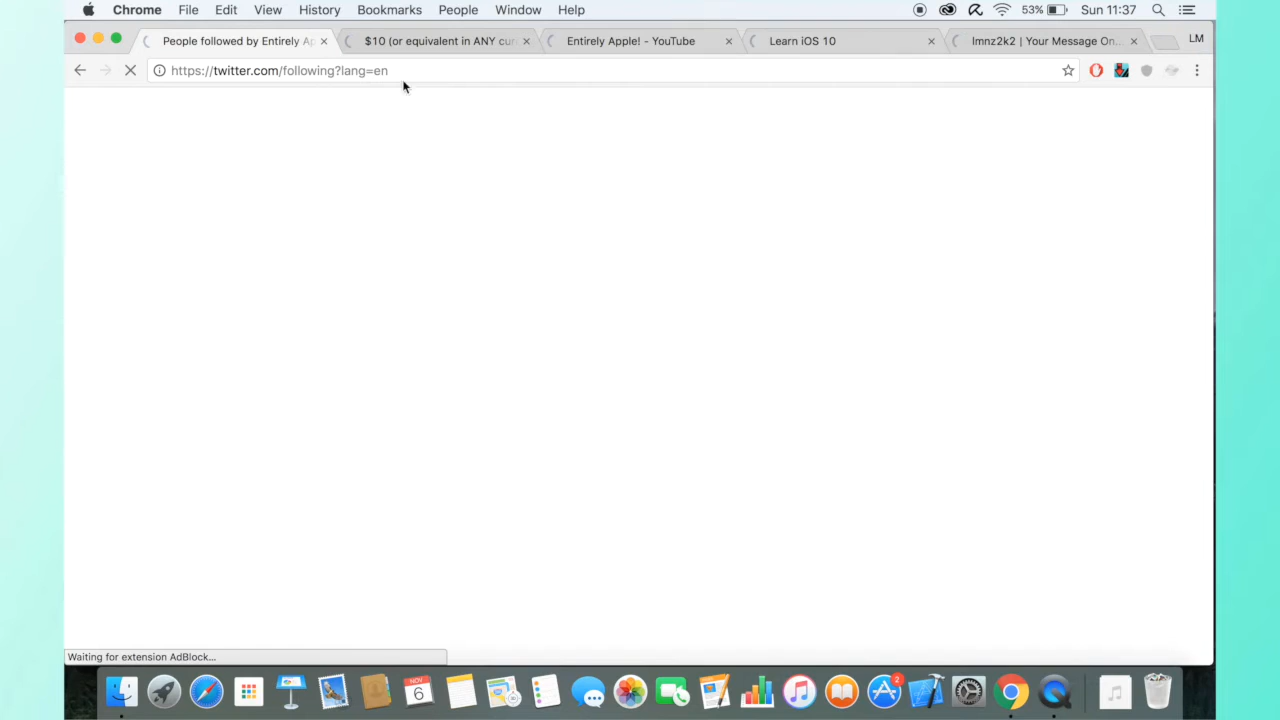 Chrome File Edit View History Bookmarks People Window Help 53% Sun 11:37
People followed by Entirely Ap $10 (or equivalent in ANY cur Entirely Apple! - YouTube Learn iOS 10 lmnz2k2 | Your Message On... LM
https://twitter.com/following?lang=en
Waiting for extension AdBlock...
NOV
6
2